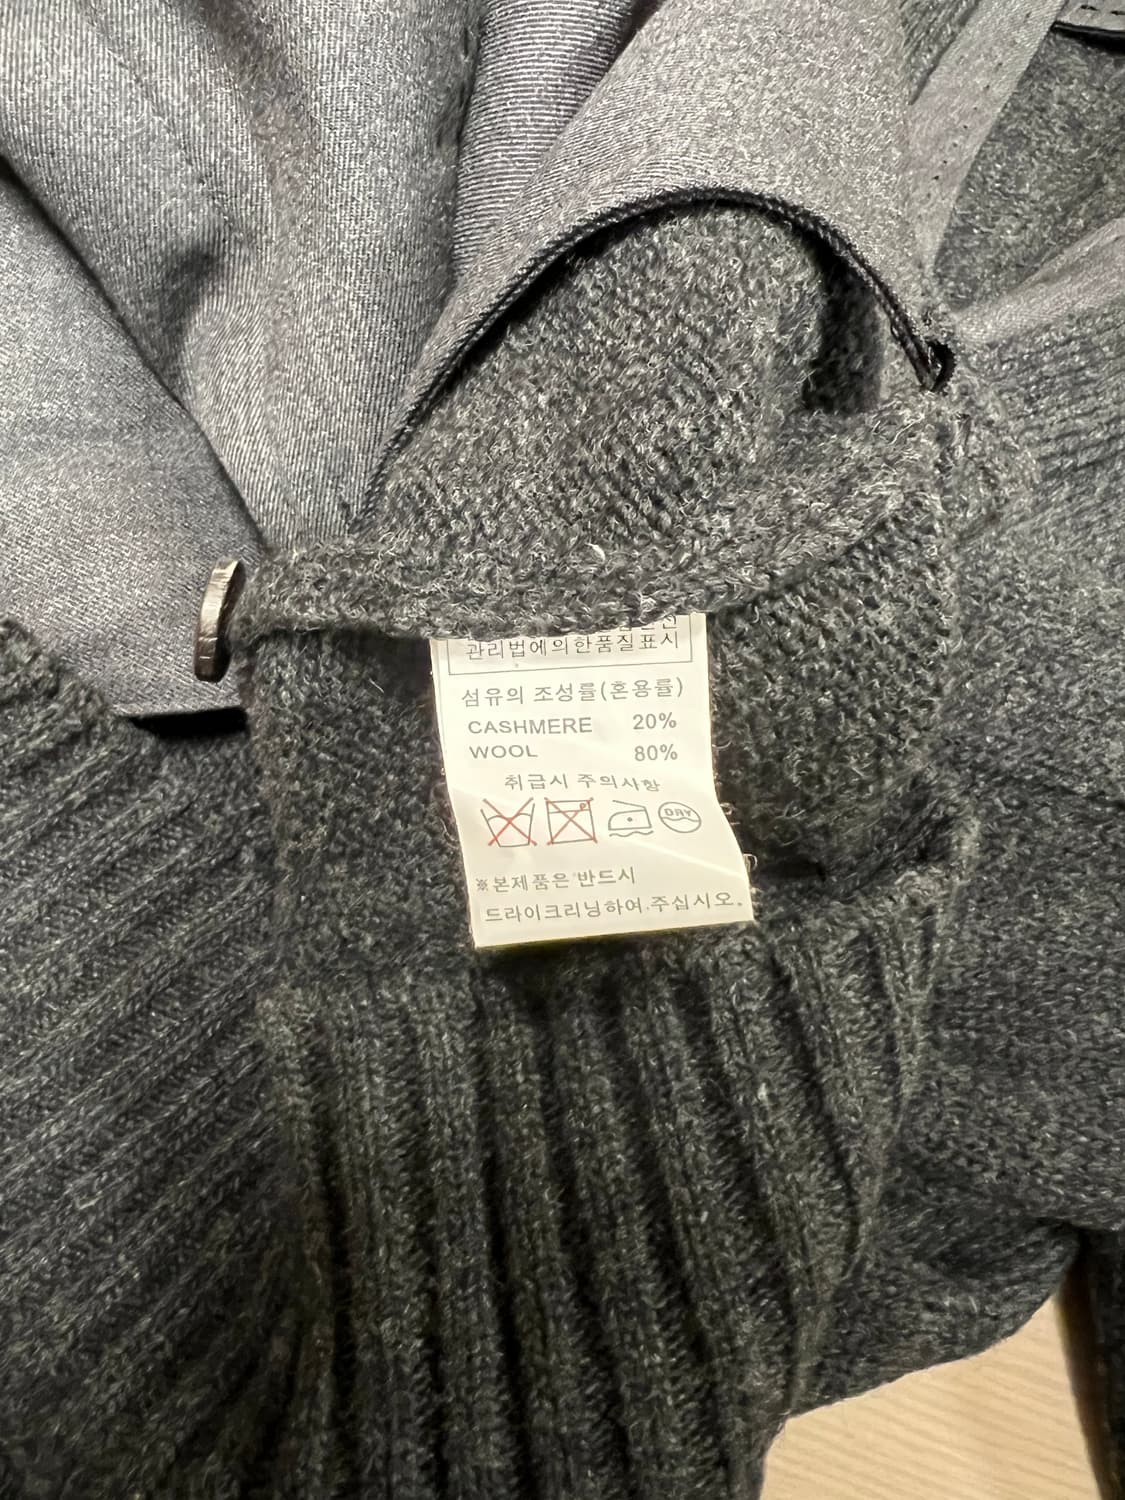 관리법에의한품질표시
섬유의 조성률(혼용률)
CASHMERE 20%
WOOL 80%
취급시 주의사항
DRY
※본제품은 반드시
드라이크리닝하여.주십시오.